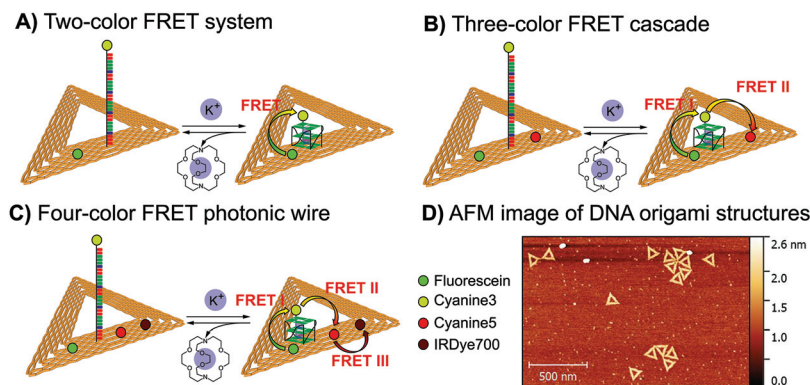 A) Two-color FRET system
B) Three-color FRET cascade
FRET
K+
N
O O
O O
O O
N
FRET I
FRET II
K+
N
O O
O O
O O
N
C) Four-color FRET photonic wire
D) AFM image of DNA origami structures
FRET I
FRET II
FRET III
K+
N
O O
O O
O O
N
Fluorescein
Cyanine3
Cyanine5
IRDye700
2.6 nm
2.0
1.0
0.0
500 nm